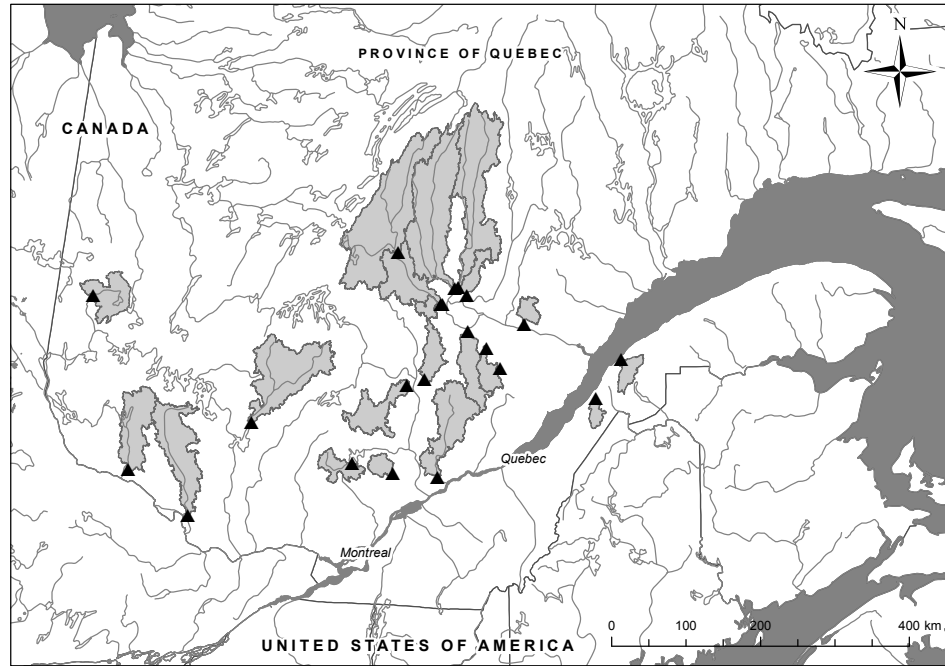 N
PROVINCE OF QUEBEC
CANADA
Quebec
Montreal
UNITED STATES OF AMERICA
0 100 200 400 km